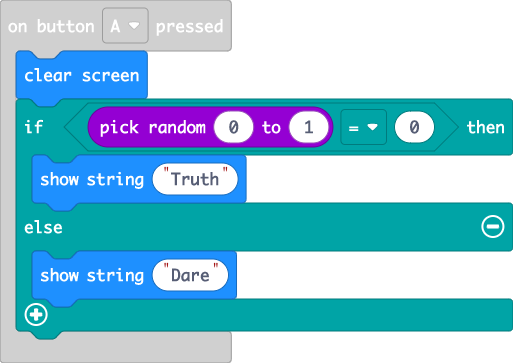 on button A pressed
clear screen
if pick random 0 to 1 = 0 then
show string "Truth"
else
show string "Dare"